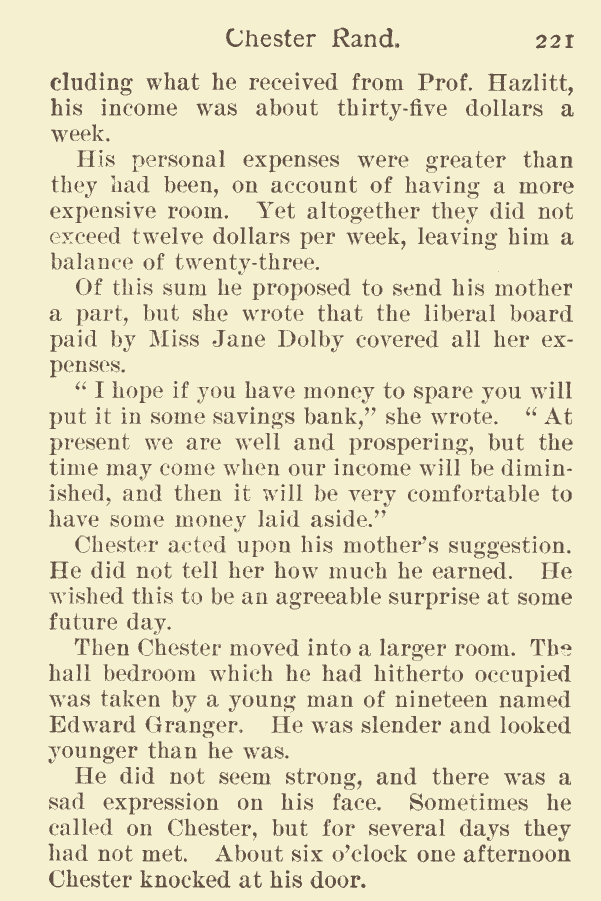 Chester Rand. 221
cluding what he received from Prof. Hazlitt,
his income was about thirty-five dollars a
week.
His personal expenses were greater than
they had been, on account of having a more
expensive room. Yet altogether they did not
exceed twelve dollars per week, leaving him a
balance of twenty-three.
Of this sum he proposed to send his mother
a part, but she wrote that the liberal board
paid by Miss Jane Dolby covered all her ex-
penses.
“ I hope if you have money to spare you will
put it in some savings bank,” she wrote. “ At
present we are well and prospering, but the
time may come when our income will be dimin-
ished, and then it will be very comfortable to
have some money laid aside.”
Chester acted upon his mother’s suggestion.
He did not tell her how much he earned. He
wished this to be an agreeable surprise at some
future day.
Then Chester moved into a larger room. The
hall bedroom which he had hitherto occupied
was taken by a young man of nineteen named
Edward Granger. He was slender and looked
younger than he was.
He did not seem strong, and there was a
sad expression on his face. Sometimes he
called on Chester, but for several days they
had not met. About six o’clock one afternoon
Chester knocked at his door.